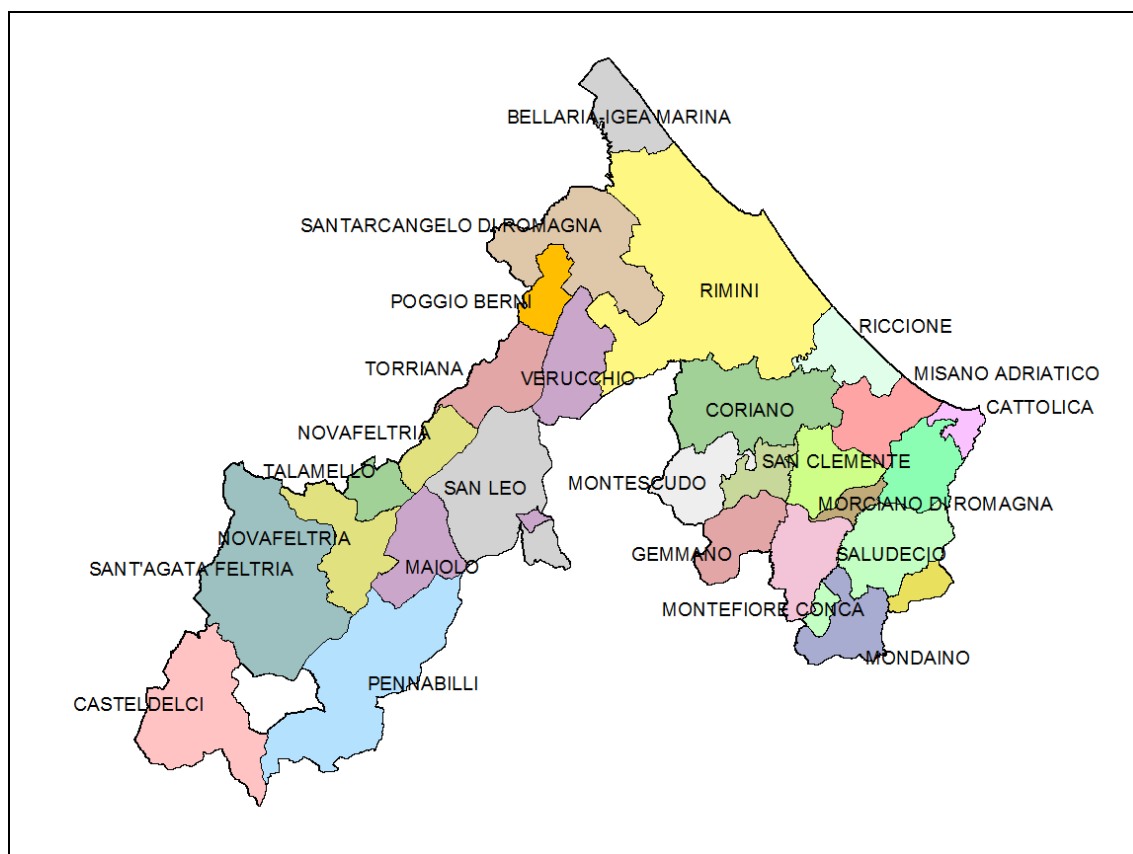 BELLARIA-IGEA MARINA
SANTARCANGELO DI ROMAGNA
RIMINI
POGGIO BERNI
RICCIONE
TORRIANA
VERUCCHIO
MISANO ADRIATICO
CATTOLICA
CORIANO
NOVAFELTRIA
SAN CLEMENTE
TALAMELLO
MONTESCUDO
SAN LEO
MORCIANO DI ROMAGNA
NOVAFELTRIA
GEMMANO
SALUDECIO
SANT'AGATA FELTRIA
MAIOLO
MONTEFIORE CONCA
MONDAINO
PENNABILLI
CASTELDELCI